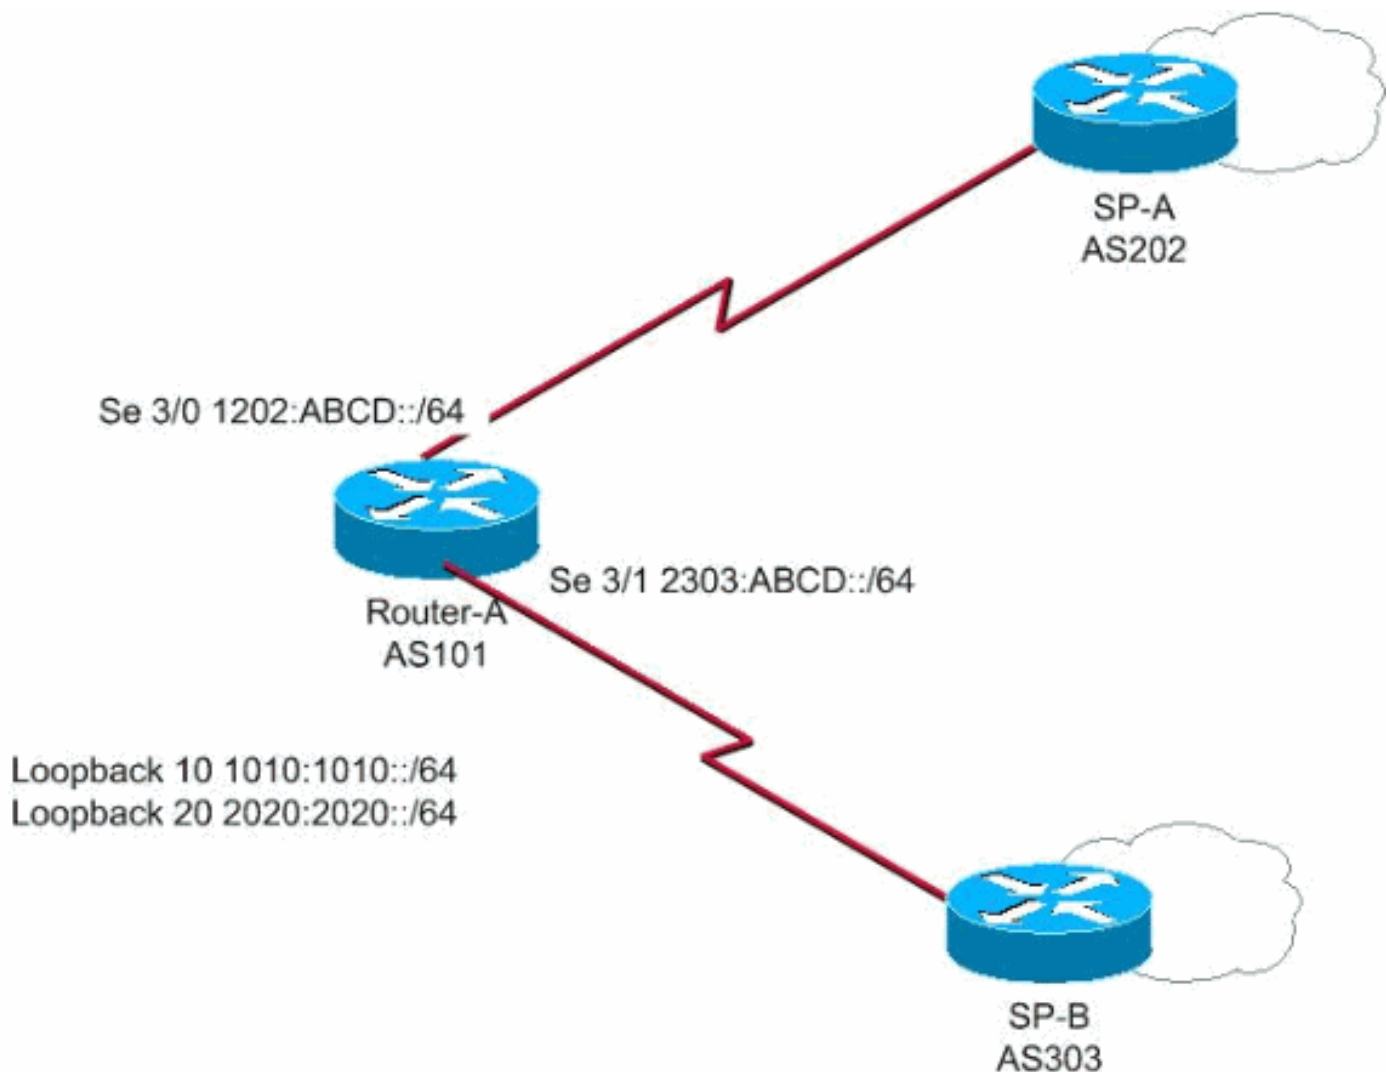 SP-A
AS202
Se 3/0 1202:ABCD::/64
Se 3/1 2303:ABCD::/64
Router-A
AS101
Loopback 10 1010:1010::/64
Loopback 20 2020:2020::/64
SP-B
AS303